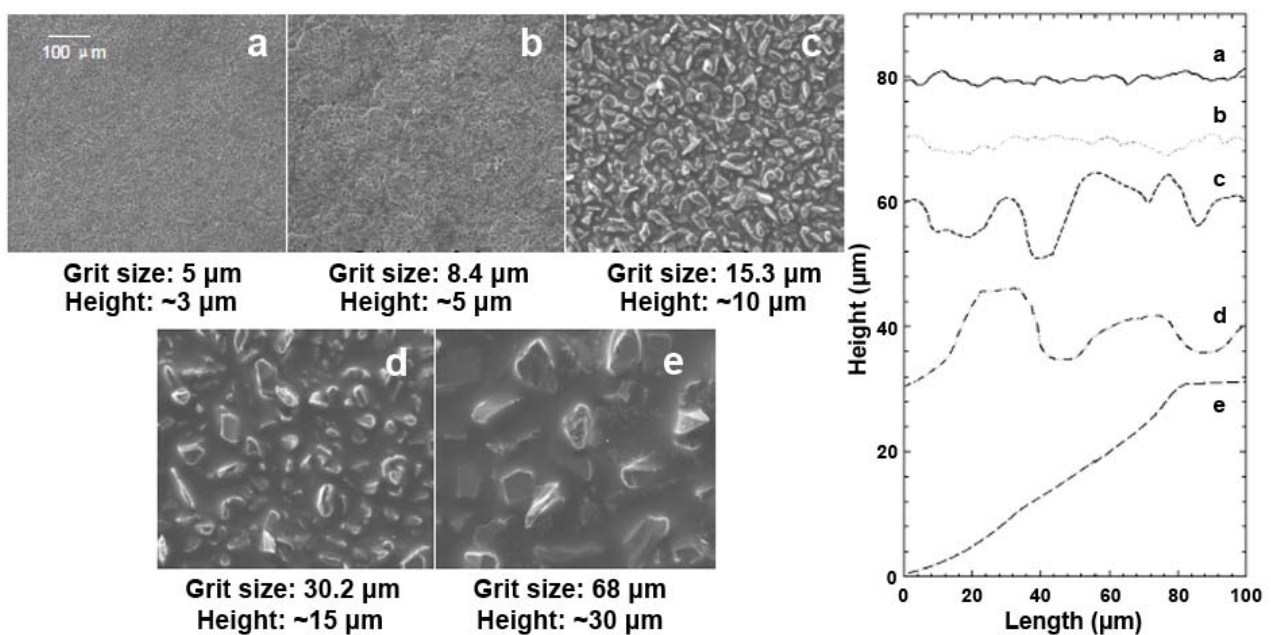 a
100 μm
b
c
Grit size: 5 μm
Height: ~3 μm
Grit size: 8.4 μm
Height: ~5 μm
Grit size: 15.3 μm
Height: ~10 μm
d
e
Grit size: 30.2 μm
Height: ~15 μm
Grit size: 68 μm
Height: ~30 μm
Height (μm)
80
60
40
20
0
a
b
c
d
e
0 20 40 60 80 100
Length (μm)